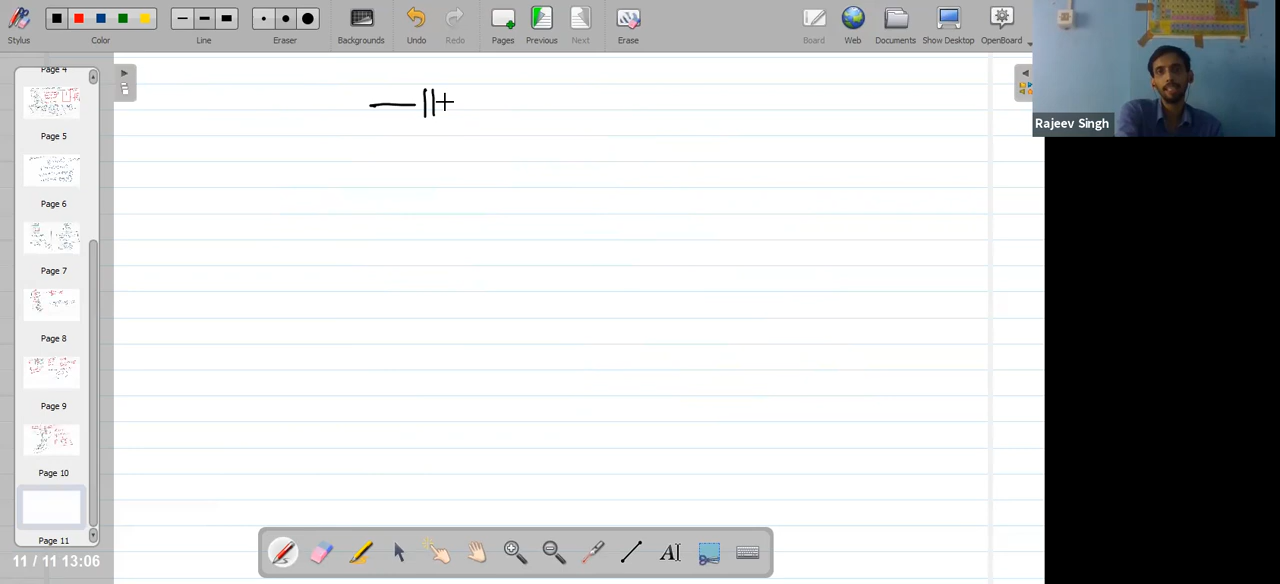 Stylus
Color
Line
Eraser
Backgrounds
Undo
Redo
Pages
Previous
Next
Erase
Board
Web
Documents
Show Desktop
OpenBoard
Rajeev Singh
Page 4
Page 5
Page 6
Page 7
Page 8
Page 9
Page 10
Page 11
11 / 11 13:06